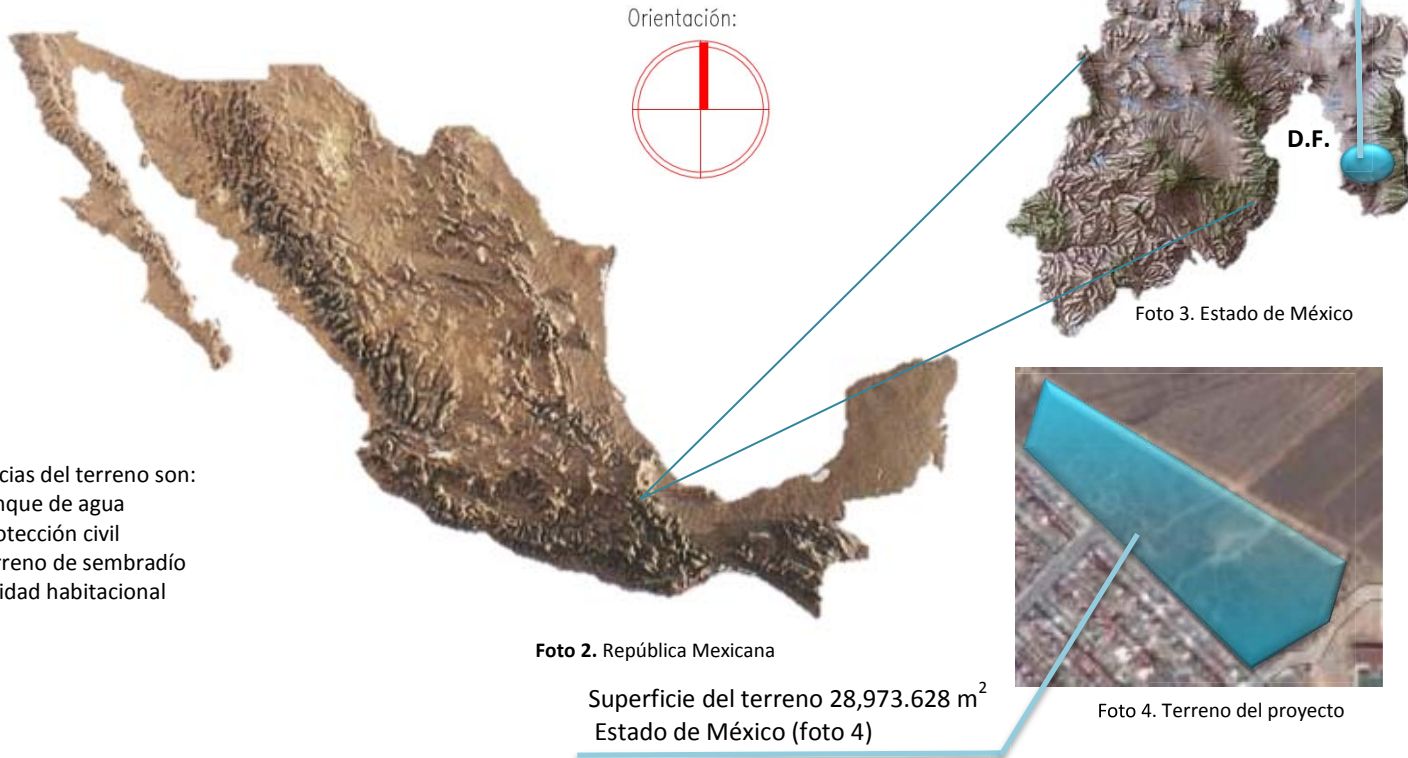 Orientación:
D.F.
Foto 3. Estado de México
cias del terreno son:
nque de agua
otección civil
rreno de sembradío
idad habitacional
Foto 2. República Mexicana
Superficie del terreno 28,973.628 m²
Estado de México (foto 4)
Foto 4. Terreno del proyecto